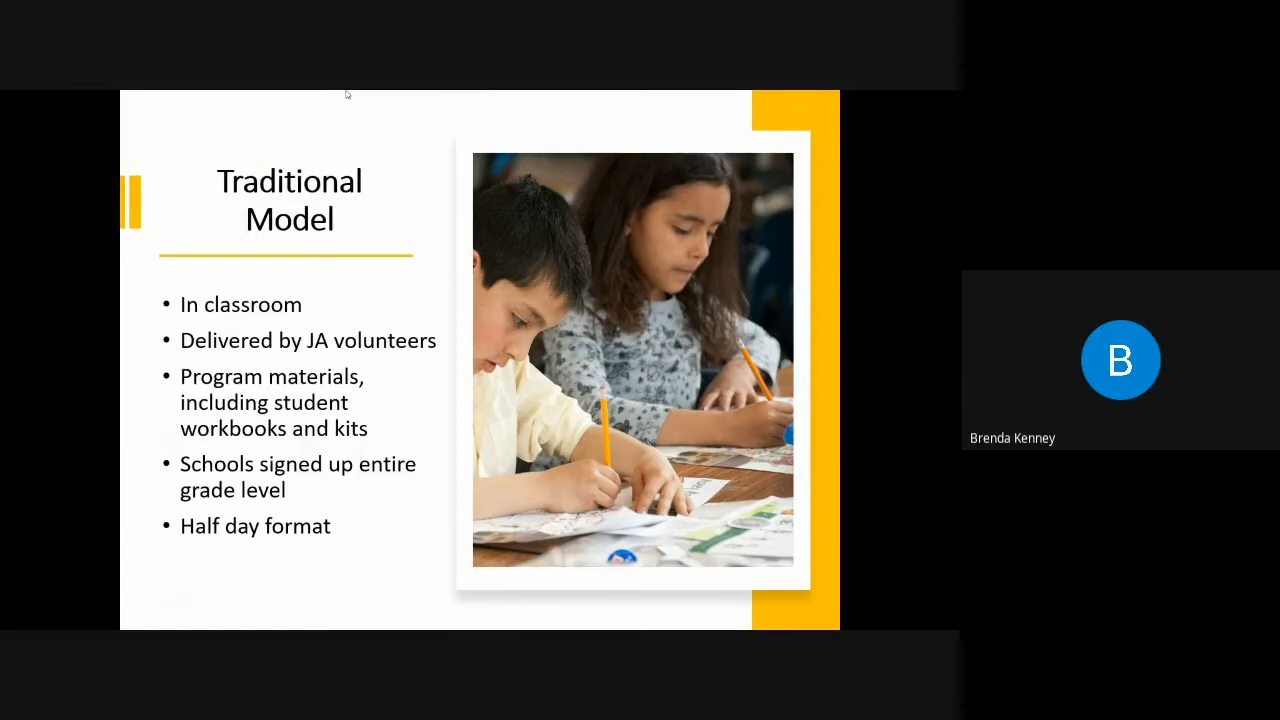 Traditional
Model
• In classroom
• Delivered by JA volunteers
• Program materials,
including student
workbooks and kits
• Schools signed up entire
grade level
• Half day format
B
Brenda Kenney